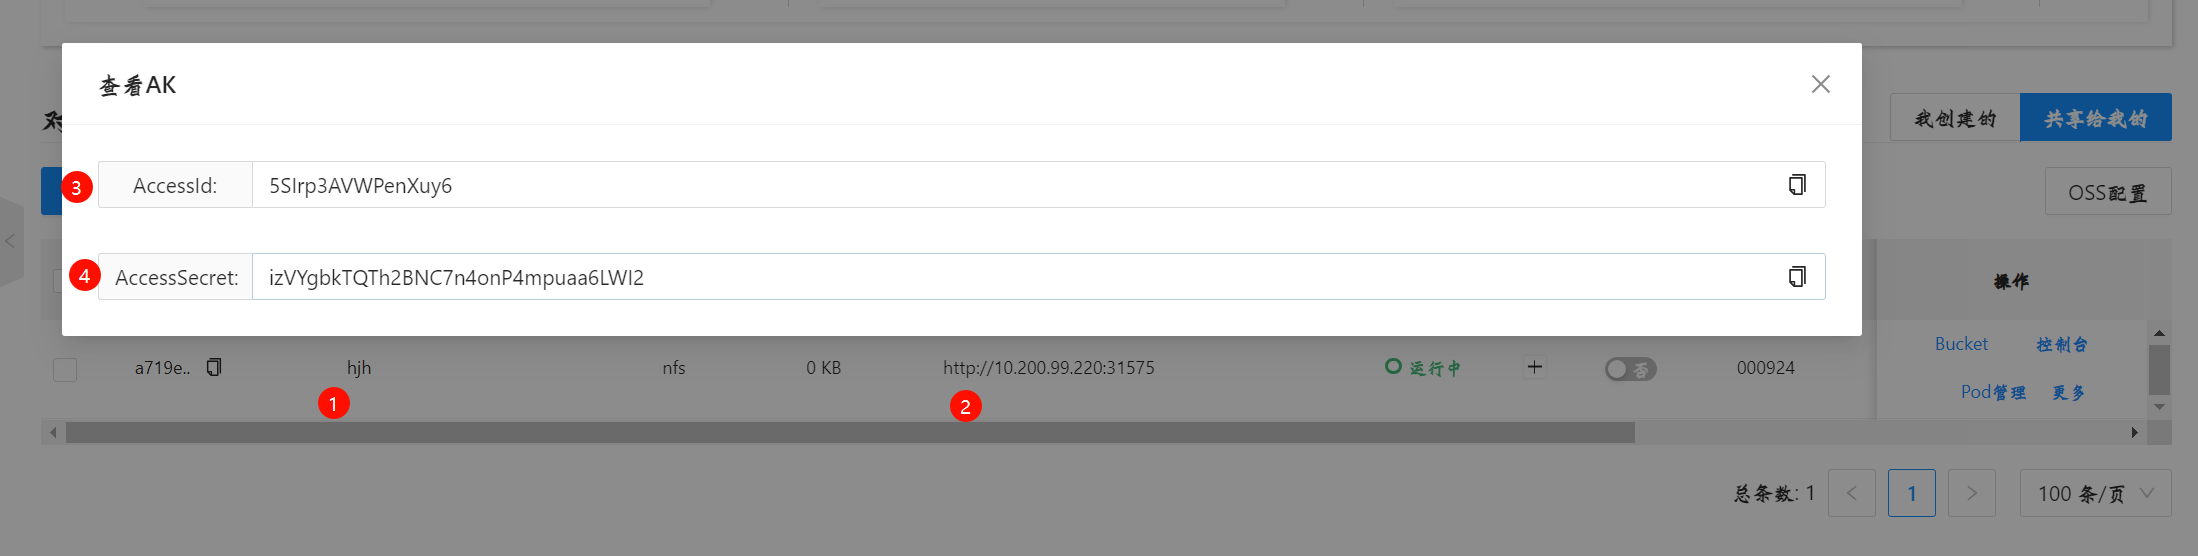 查看AK
我创建的 共享给我的
3 AccessId: 5SIrp3AVWPenXuy6
OSS配置
4 AccessSecret: izVYgbkTQTh2BNC7n4onP4mpuaa6LWI2
操作
a719e.. hjh nfs 0 KB http://10.200.99.220:31575 运行中 否 000924 Bucket 控制台
Pod管理 更多
1 2
总条数: 1 1 100 条/页